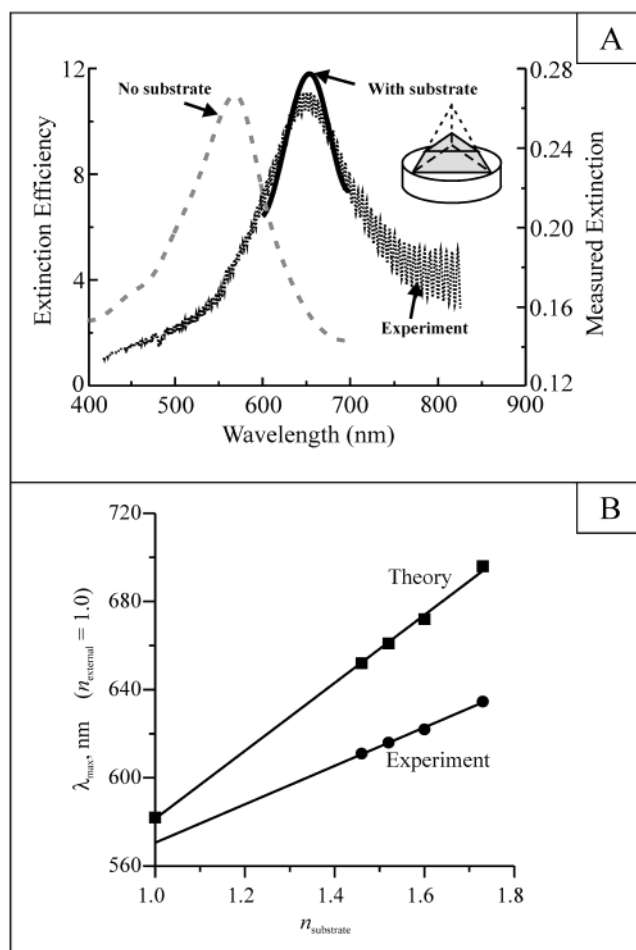 A
No substrate
With substrate
Experiment
Extinction Efficiency
12
8
4
0
Measured Extinction
0.28
0.24
0.20
0.16
0.12
400 500 600 700 800 900
Wavelength (nm)
B
λmax, nm (nexternal = 1.0)
720
680
640
600
560
Theory
Experiment
1.0 1.2 1.4 1.6 1.8
nsubstrate